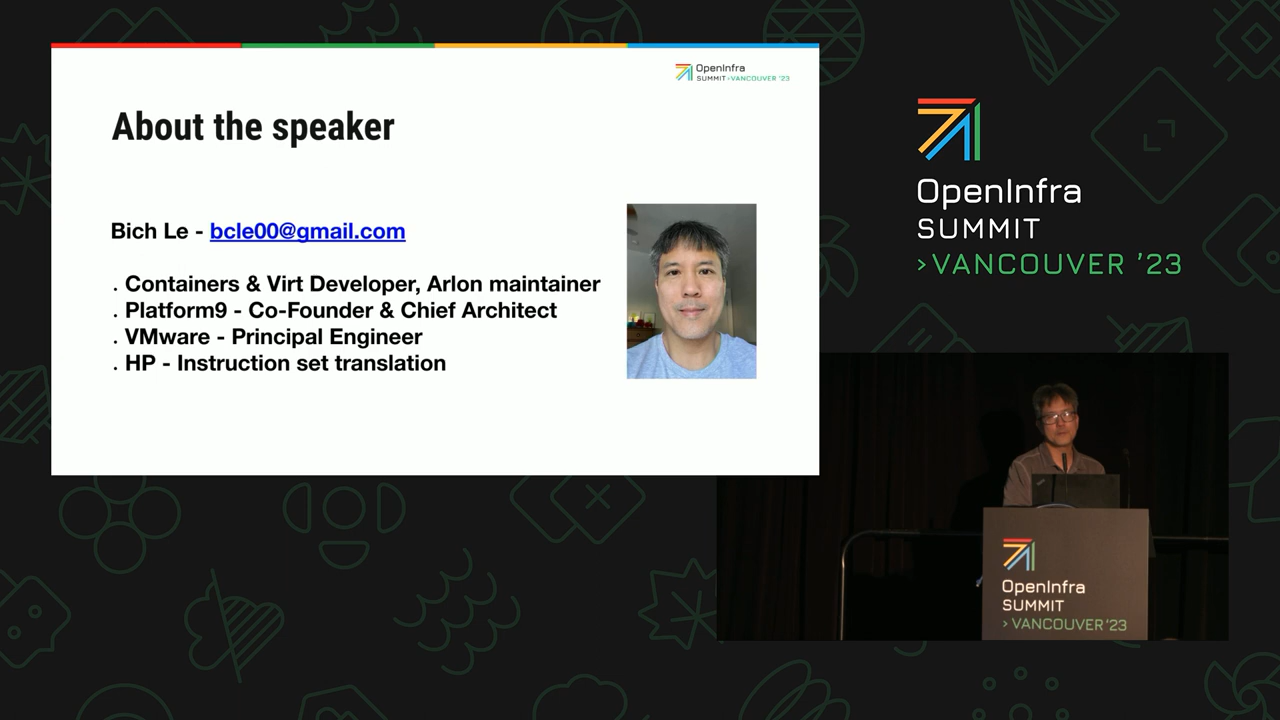 OpenInfra
SUMMIT >VANCOUVER '23
About the speaker
Bich Le - bcle00@gmail.com
. Containers & Virt Developer, Arlon maintainer
. Platform9 - Co-Founder & Chief Architect
. VMware - Principal Engineer
. HP - Instruction set translation
OpenInfra
SUMMIT
>VANCOUVER '23
OpenInfra
SUMMIT
> VANCOUVER '23